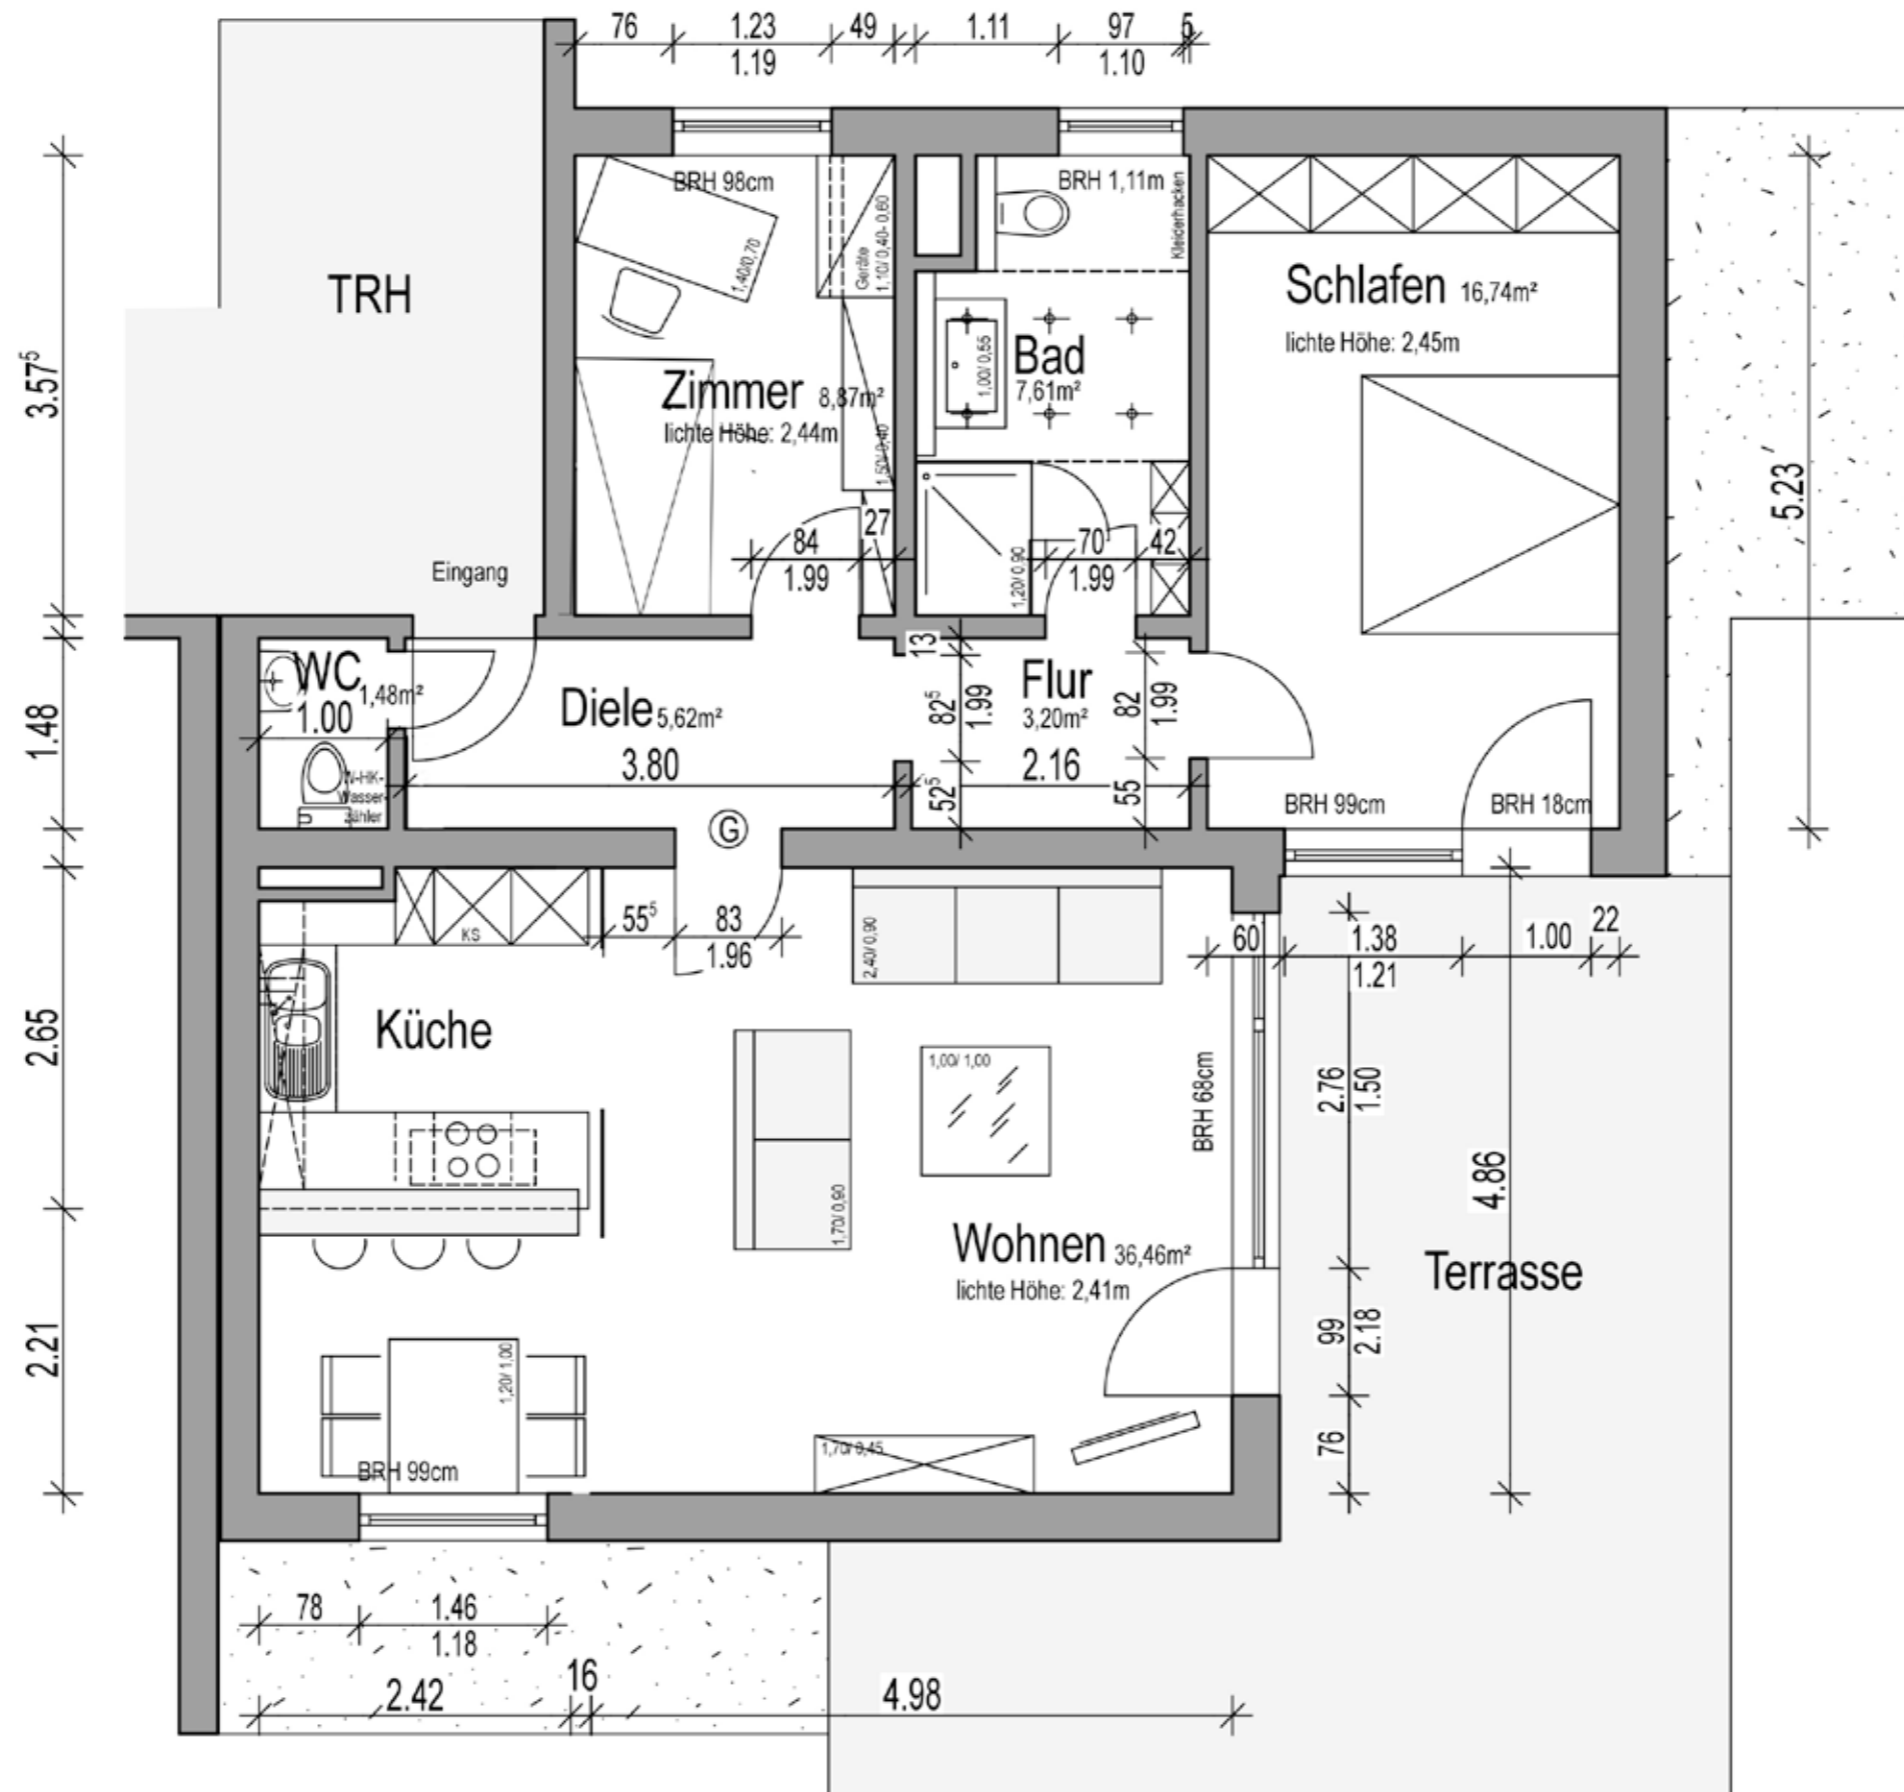 76 1.23 49 1.11 97 5
1.19 1.10
BRH 98cm
BRH 1,11m
Kleiderhacken
TRH
1,40/0,70
Geräte
1,10/ 0,40- 0,60
Schlafen 16,74m²
lichte Höhe: 2,45m
3.57⁵
Zimmer 8,87m²
lichte Höhe: 2,44m
1,50/0,40
Bad
7,61m²
1,00/ 0,55
5.23
Eingang
84 27
1.99
70 42
1.99
1,20/ 0,90
WC 1,48m²
1.00
W-HK-
Wasser-
zähler
1.48
Diele 5,62m²
3.80
13
82⁵
1.99
52⁵
Flur
3,20m²
2.16
82
1.99
55
BRH 99cm
BRH 18cm
G
KS
55⁵ 83
1.96
2,40/ 0,90
60 1.38 1.00 22
1.21
2.65
Küche
1,00/ 1,00
BRH 68cm
2.76
1.50
4.86
1,70/ 0,90
Wohnen 36,46m²
lichte Höhe: 2,41m
Terrasse
2.21
1,20/ 1,00
99
2.18
BRH 99cm
1,70/ 0,45
76
78 1.46
1.18
2.42 16 4.98